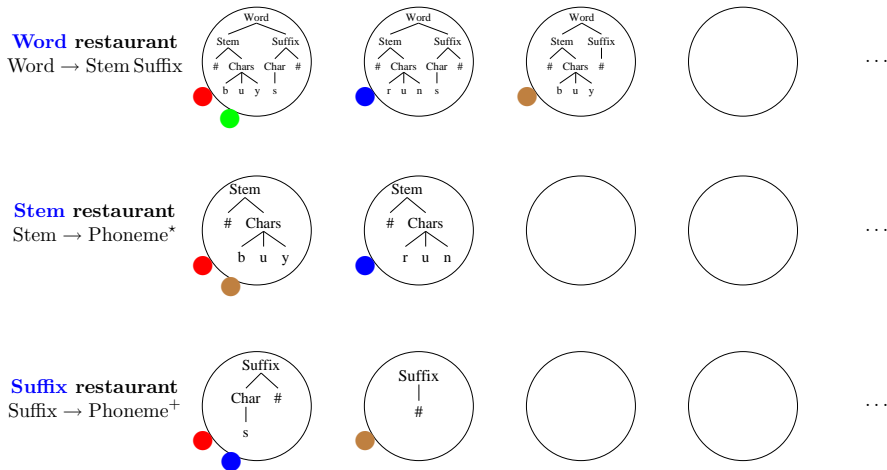 Word restaurant
Word → Stem Suffix
Word
Stem Suffix
# Chars Char #
b u y s
Word
Stem Suffix
# Chars Char #
r u n s
Word
Stem Suffix
# Chars #
b u y
...
Stem restaurant
Stem → Phoneme⋆
Stem
# Chars
b u y
Stem
# Chars
r u n
...
Suffix restaurant
Suffix → Phoneme+
Suffix
Char #
s
Suffix
#
...